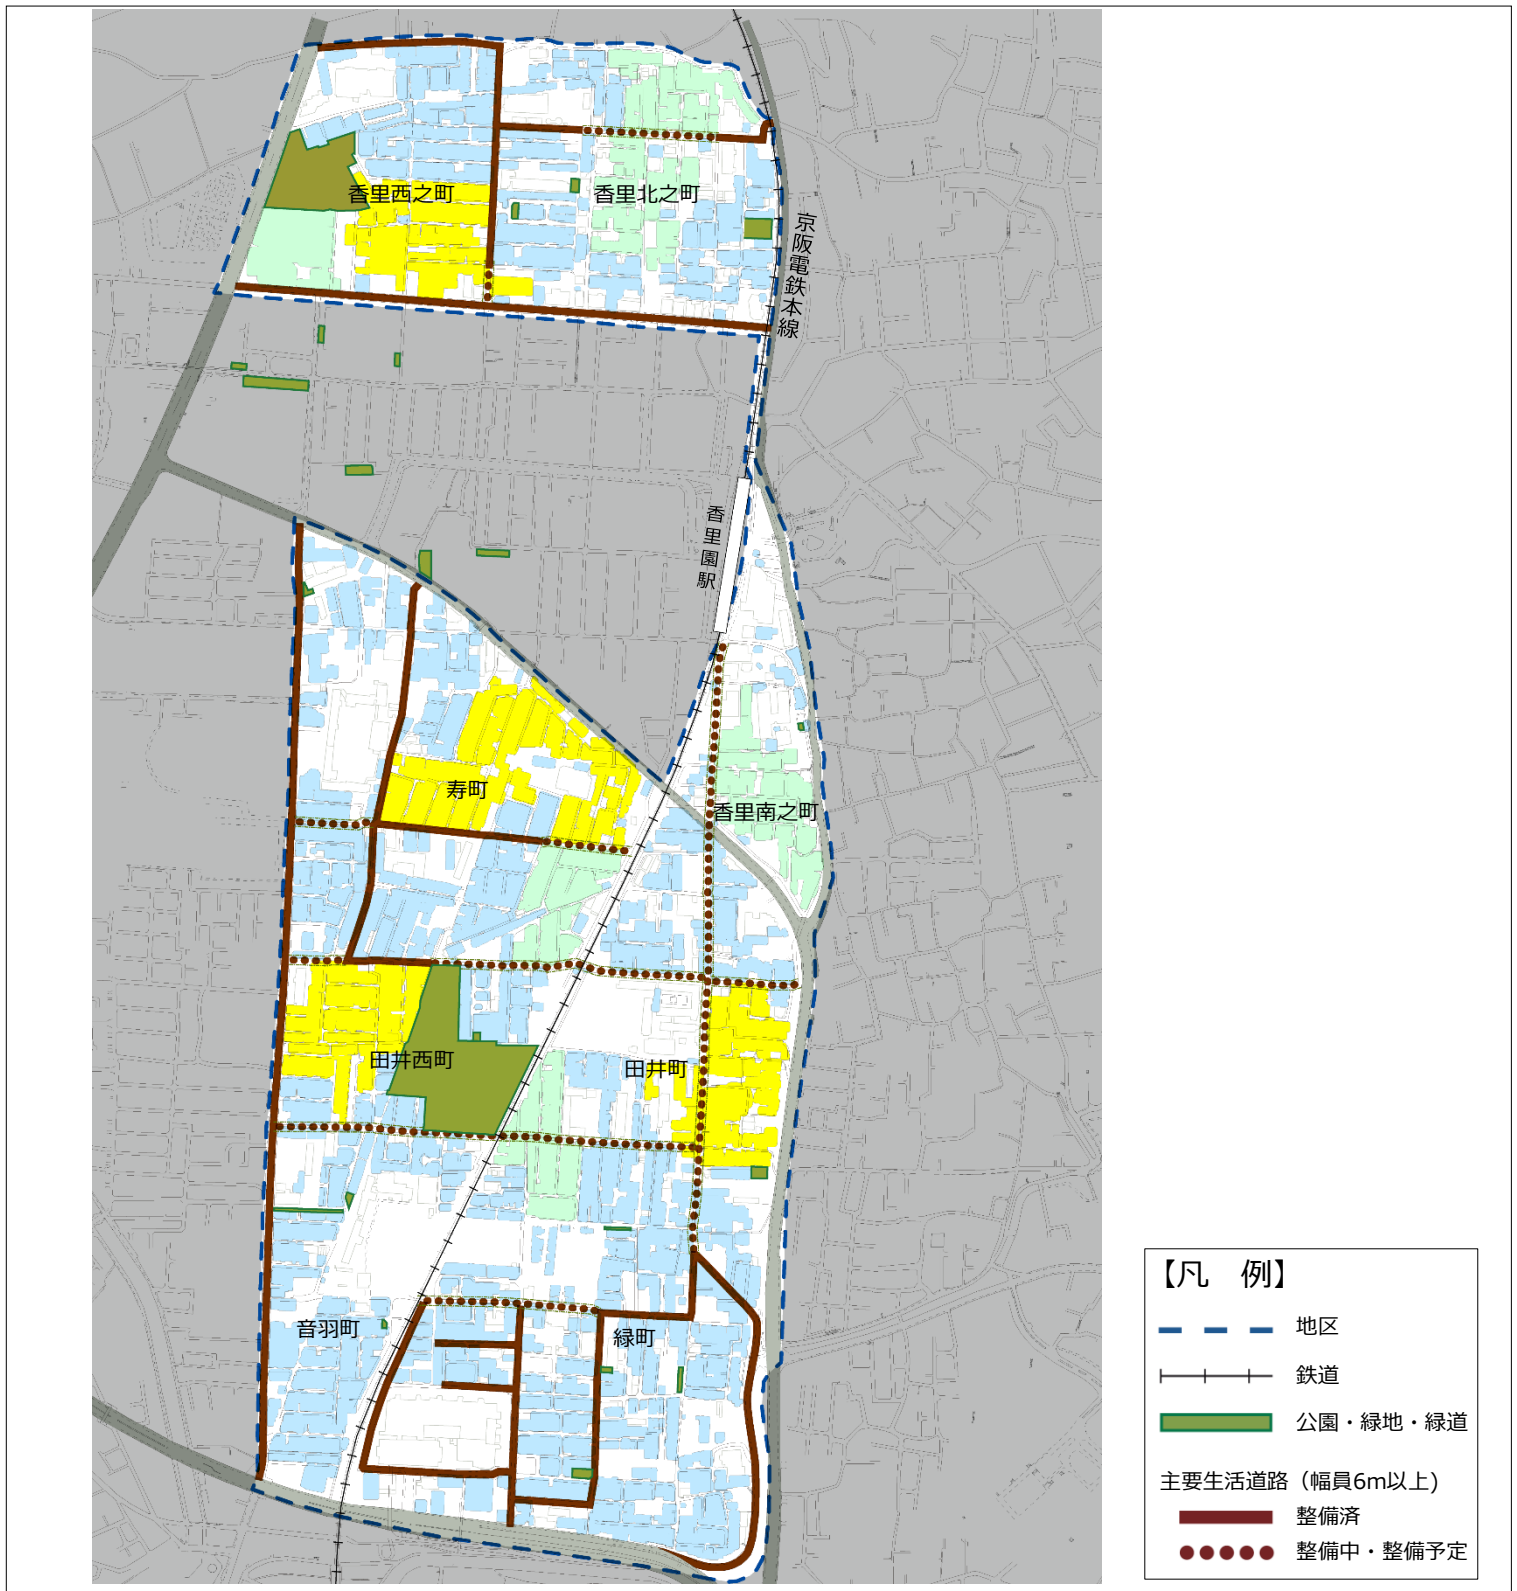 香里西之町
香里北之町
京阪電鉄本線
香里園駅
寿町
香里南之町
田井西町
田井町
音羽町
緑町
【凡　例】
地区
鉄道
公園・緑地・緑道
主要生活道路（幅員6m以上)
整備済
整備中・整備予定